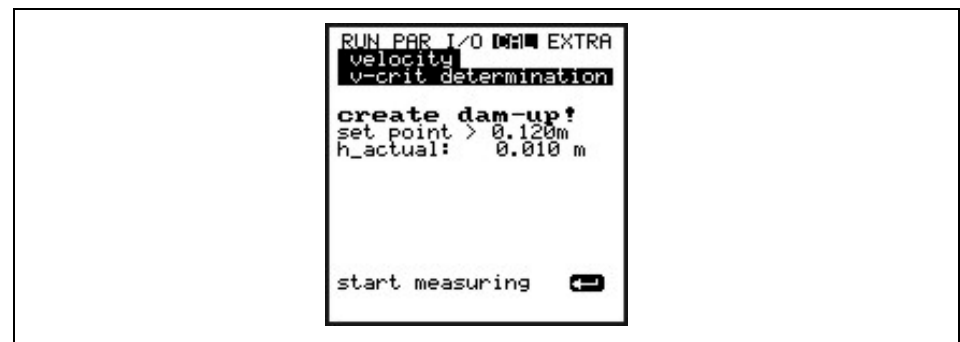 RUN PAR I/O CAL EXTRA
velocity
v-crit determination
create dam-up!
set point > 0.120m
h_actual: 0.010 m
start measuring